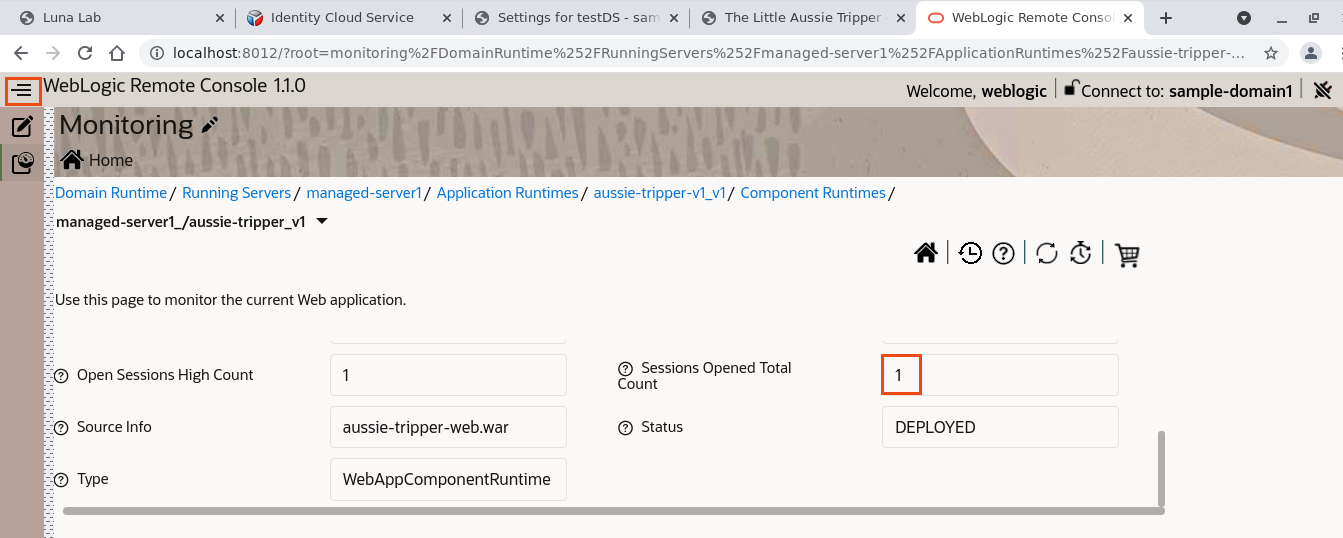 Luna Lab
Identity Cloud Service
Settings for testDS - sam
The Little Aussie Tripper -
WebLogic Remote Conso
localhost:8012/?root=monitoring%2FDomainRuntime%252FRunningServers%252Fmanaged-server1%252FApplicationRuntimes%252Faussie-tripper-...
WebLogic Remote Console 1.1.0
Welcome, weblogic
Connect to: sample-domain1
Monitoring
Home
Domain Runtime / Running Servers / managed-server1 / Application Runtimes / aussie-tripper-v1_v1 / Component Runtimes /
managed-server1_/aussie-tripper_v1
Use this page to monitor the current Web application.
Open Sessions High Count
1
Sessions Opened Total
Count
1
Source Info
aussie-tripper-web.war
Status
DEPLOYED
Type
WebAppComponentRuntime